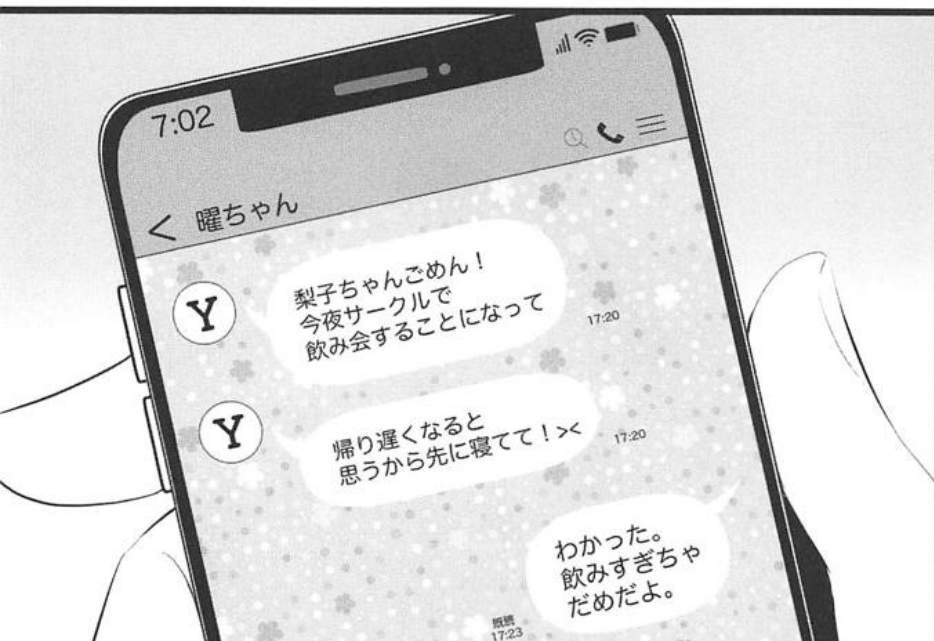 7:02
曜ちゃん
Y
梨子ちゃんごめん!
今夜サークルで
飲み会することになって
17:20
Y
帰り遅くなると
思うから先に寝てて!><
17:20
わかった。
飲みすぎちゃ
だめだよ。
既読
17:23